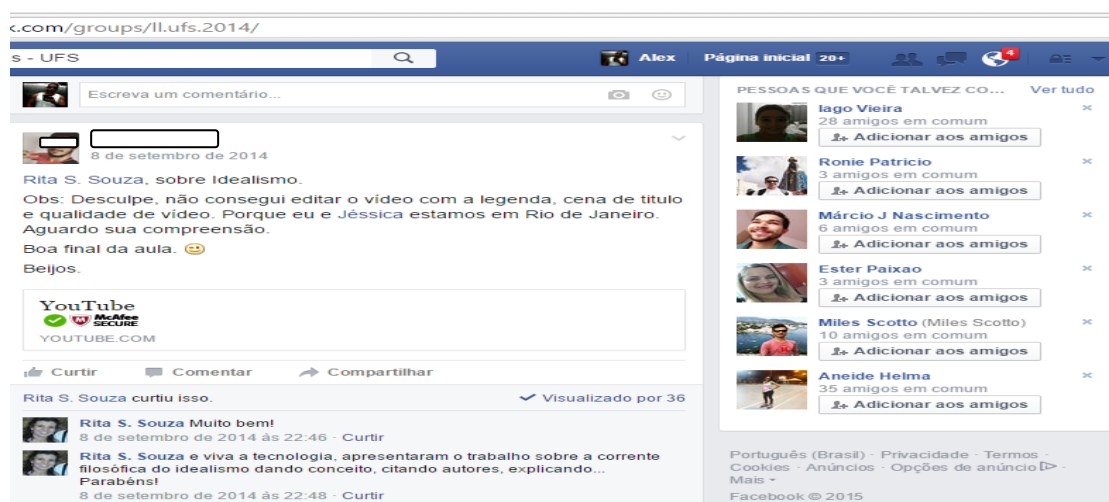 k.com/groups/ll.ufs.2014/
s - UFS
Alex
Página inicial 20+
4
Escreva um comentário...
8 de setembro de 2014
Rita S. Souza, sobre Idealismo.
Obs: Desculpe, não consegui editar o vídeo com a legenda, cena de titulo
e qualidade de vídeo. Porque eu e Jéssica estamos em Rio de Janeiro.
Aguardo sua compreensão.
Boa final da aula.
Beijos.
YouTube
McAfee
SECURE
YOUTUBE.COM
Curtir Comentar Compartilhar
Rita S. Souza curtiu isso.
Visualizado por 36
Rita S. Souza Muito bem!
8 de setembro de 2014 às 22:46 · Curtir
Rita S. Souza e viva a tecnologia, apresentaram o trabalho sobre a corrente
filosófica do idealismo dando conceito, citando autores, explicando...
Parabéns!
8 de setembro de 2014 às 22:48 · Curtir
PESSOAS QUE VOCÊ TALVEZ CO... Ver tudo
Iago Vieira
28 amigos em comum
Adicionar aos amigos
Ronie Patricio
3 amigos em comum
Adicionar aos amigos
Márcio J Nascimento
6 amigos em comum
Adicionar aos amigos
Ester Paixao
3 amigos em comum
Adicionar aos amigos
Miles Scotto (Miles Scotto)
10 amigos em comum
Adicionar aos amigos
Aneide Helma
35 amigos em comum
Adicionar aos amigos
Português (Brasil) · Privacidade · Termos ·
Cookies · Anúncios · Opções de anúncio ·
Mais
Facebook © 2015